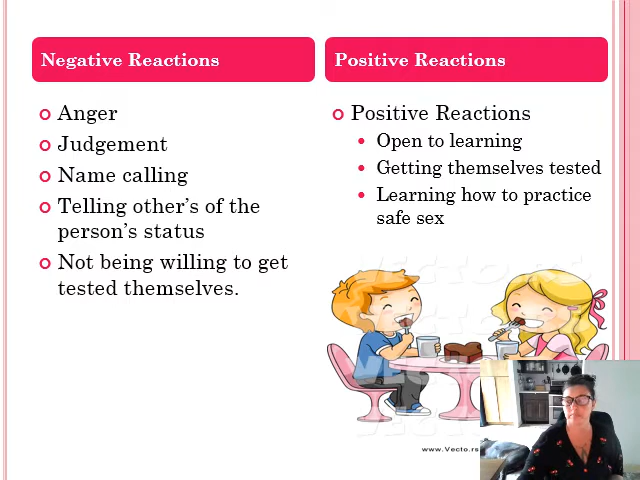 Negative Reactions
Positive Reactions
Anger
Judgement
Name calling
Telling other's of the
person's status
Not being willing to get
tested themselves.
Positive Reactions
Open to learning
Getting themselves tested
Learning how to practice
safe sex
www.Vecto.rs